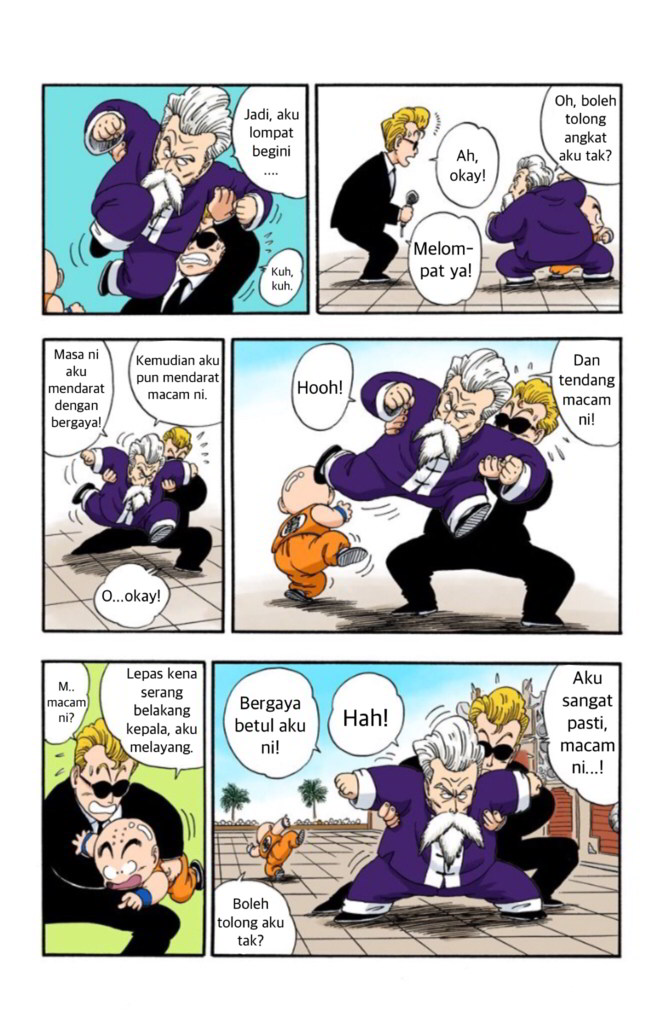 Oh, boleh
tolong
angkat
aku tak?
Ah,
okay!
Melom-
pat ya!
Jadi, aku
lompat
begini
....
Kuh,
kuh.
Dan
tendang
macam
ni!
Hooh!
Kemudian aku
pun mendarat
macam ni.
Masa ni
aku
mendarat
dengan
bergaya!
O...okay!
Aku
sangat
pasti,
macam
ni...!
Hah!
Bergaya
betul aku
ni!
Boleh
tolong aku
tak?
Lepas kena
serang
belakang
kepala, aku
melayang.
M..
macam
ni?